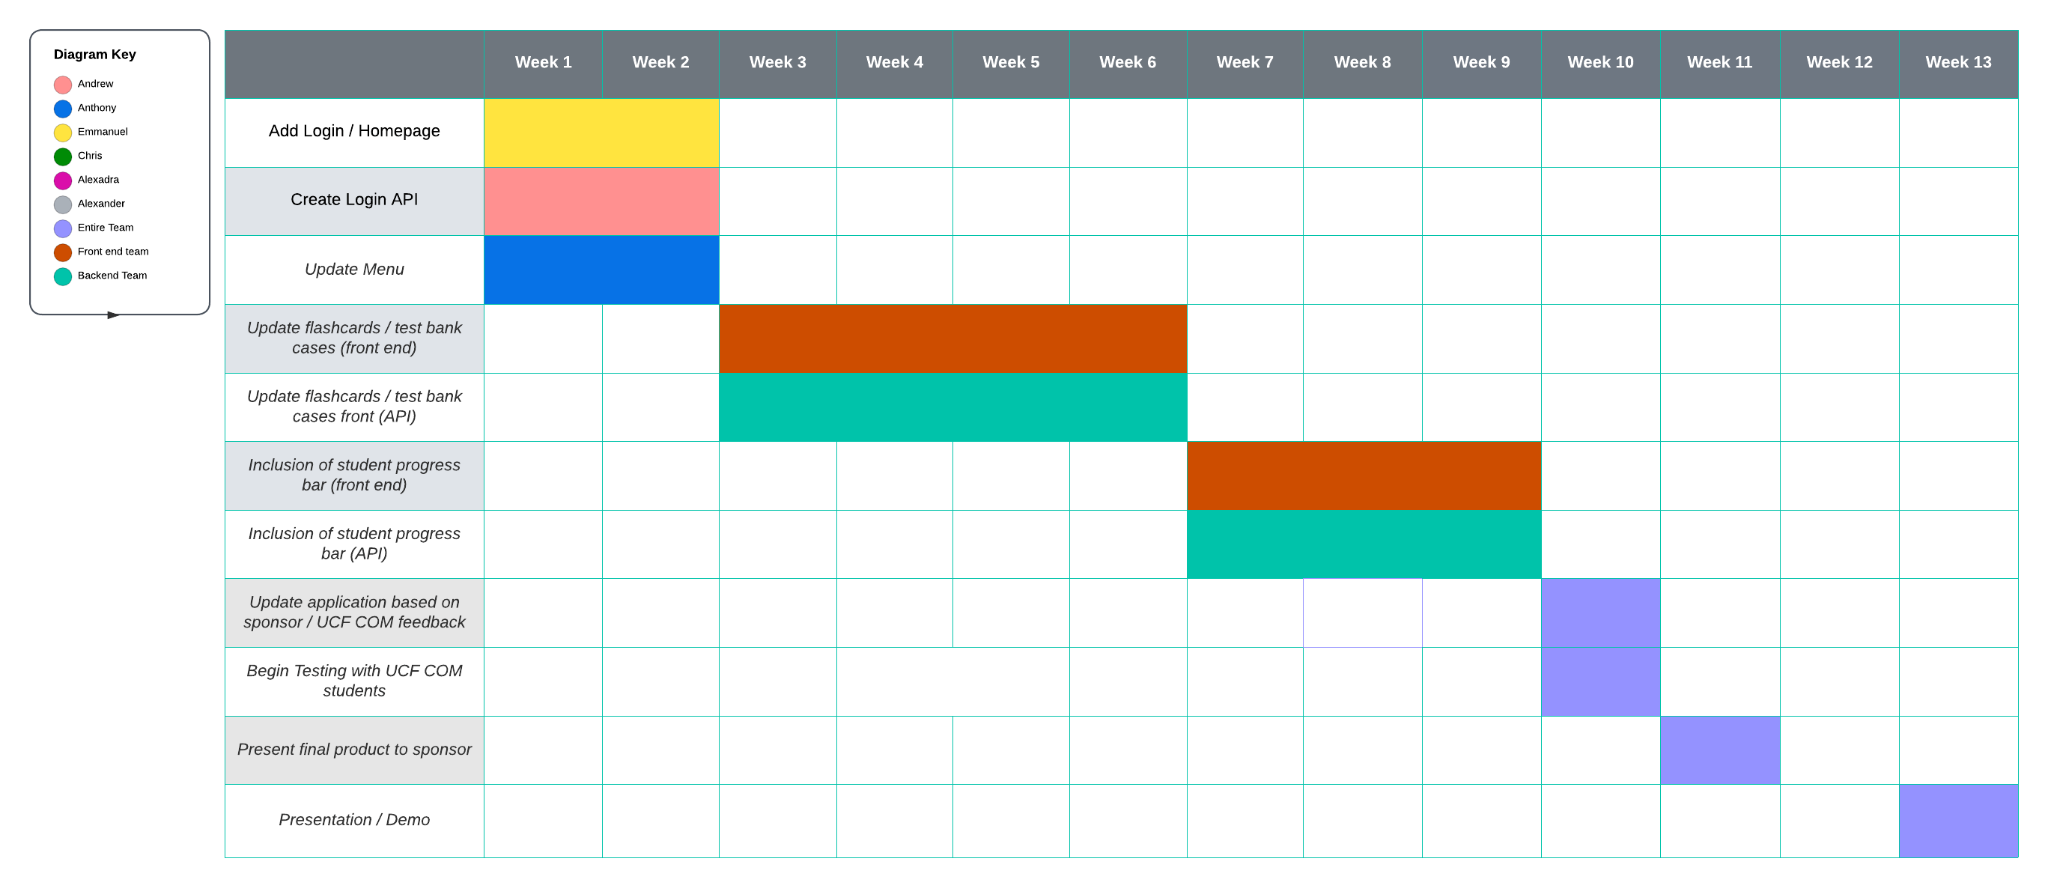 Diagram Key
Andrew
Anthony
Emmanuel
Chris
Alexadra
Alexander
Entire Team
Front end team
Backend Team
Week 1
Week 2
Week 3
Week 4
Week 5
Week 6
Week 7
Week 8
Week 9
Week 10
Week 11
Week 12
Week 13
Add Login / Homepage
Create Login API
Update Menu
Update flashcards / test bank
cases (front end)
Update flashcards / test bank
cases front (API)
Inclusion of student progress
bar (front end)
Inclusion of student progress
bar (API)
Update application based on
sponsor / UCF COM feedback
Begin Testing with UCF COM
students
Present final product to sponsor
Presentation / Demo